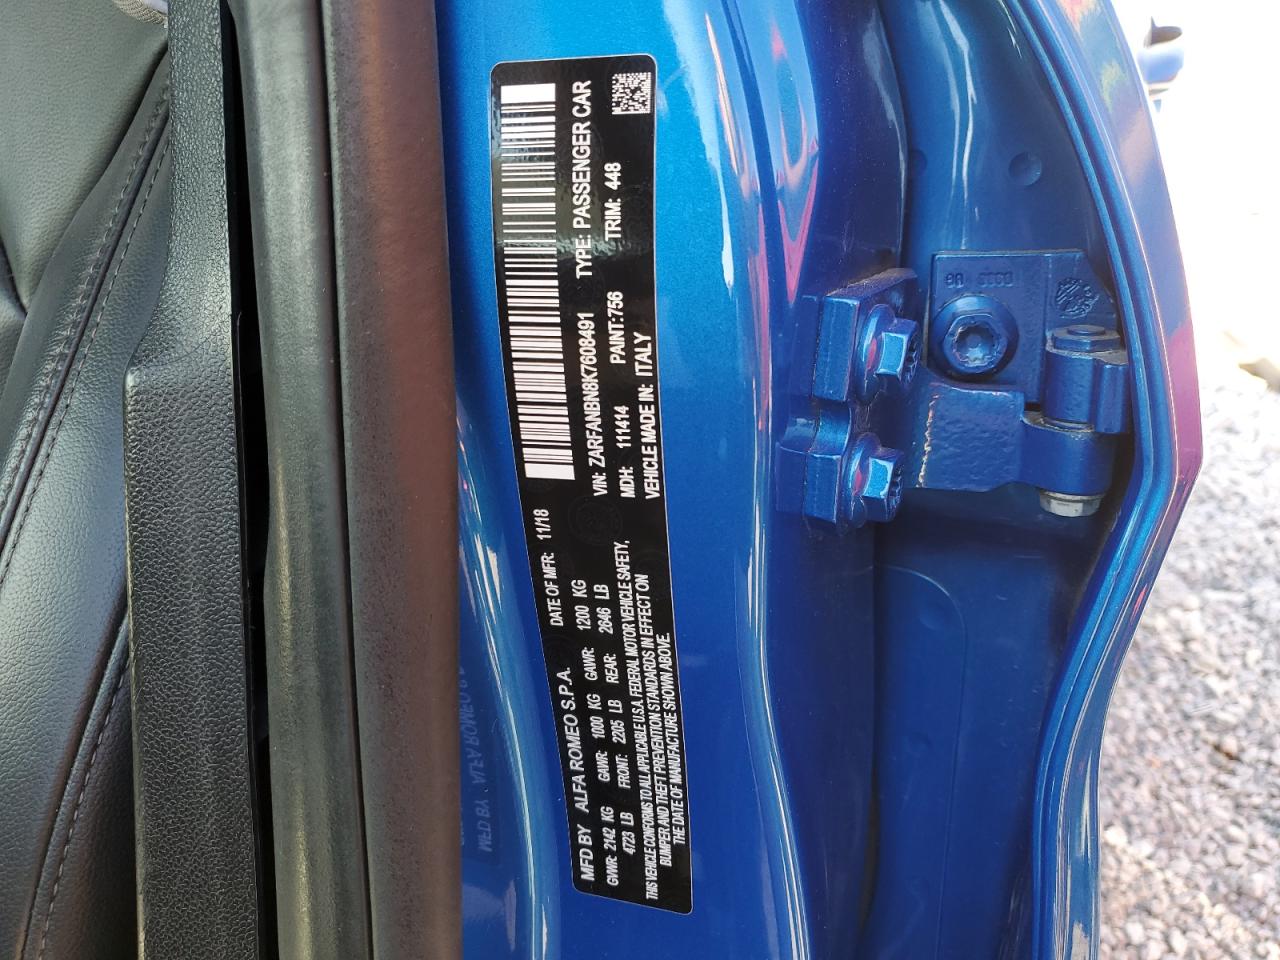 MFD BY ALFA ROMEO S.P.A. DATE OF MFR: 11/18
GVWR: 2142 KG GAWR: 1000 KG GAWR: 1200 KG
4723 LB FRONT: 2205 LB REAR: 2646 LB
THIS VEHICLE CONFORMS TO ALL APPLICABLE U.S.A. FEDERAL MOTOR VEHICLE SAFETY,
BUMPER AND THEFT PREVENTION STANDARDS IN EFFECT ON
THE DATE OF MANUFACTURE SHOWN ABOVE.
VIN: ZARFANBN8K7608491 TYPE: PASSENGER CAR
MDH: 111414 PAINT:756 TRIM: 448
VEHICLE MADE IN: ITALY